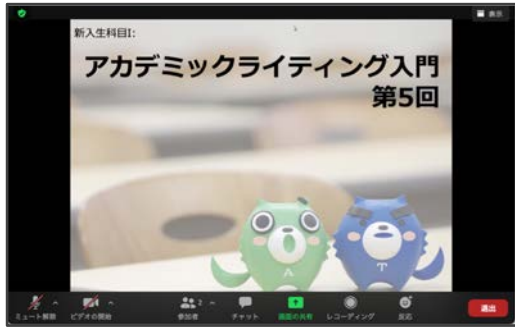 表示
新入生科目I:
アカデミックライティング入門
第5回
A
T
ミュート解除
ビデオの開始
2
参加者
チャット
画面の共有
レコーディング
反応
退出